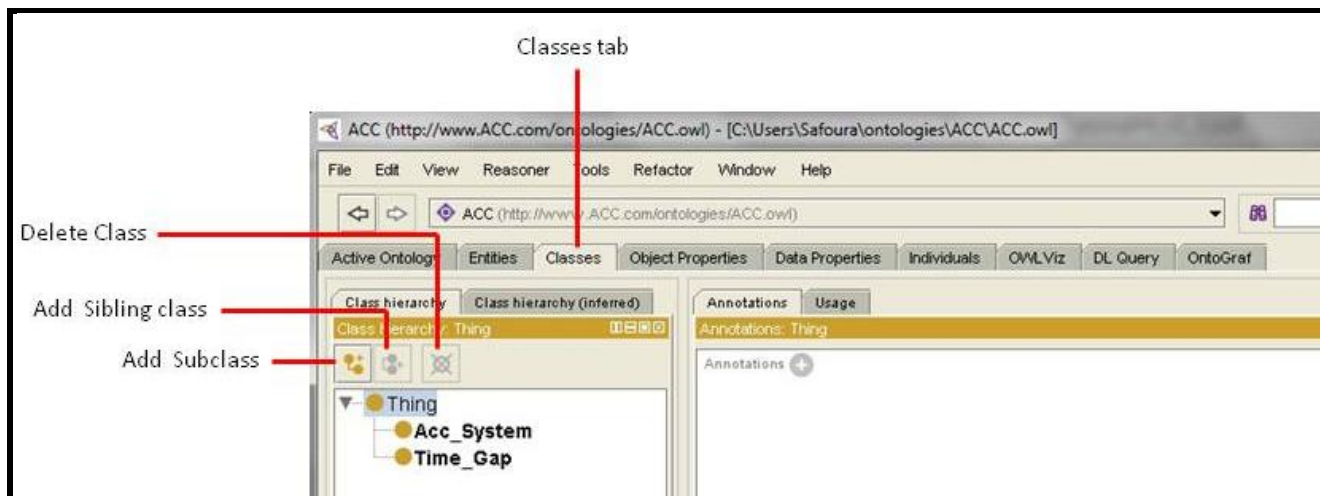 Classes tab
ACC (http://www.ACC.com/ontologies/ACC.owl) - [C:\Users\Safoura\ontologies\ACC\ACC.owl]
File Edit View Reasoner Tools Refactor Window Help
ACC (http://www.ACC.com/ontologies/ACC.owl)
Delete Class
Active Ontology Entities Classes Object Properties Data Properties Individuals OWLViz DL Query OntoGraf
Add Sibling class
Class hierarchy Class hierarchy (inferred) Annotations Usage
Class hierarchy: Thing Annotations: Thing
Add Subclass
Annotations
Thing
Acc_System
Time_Gap